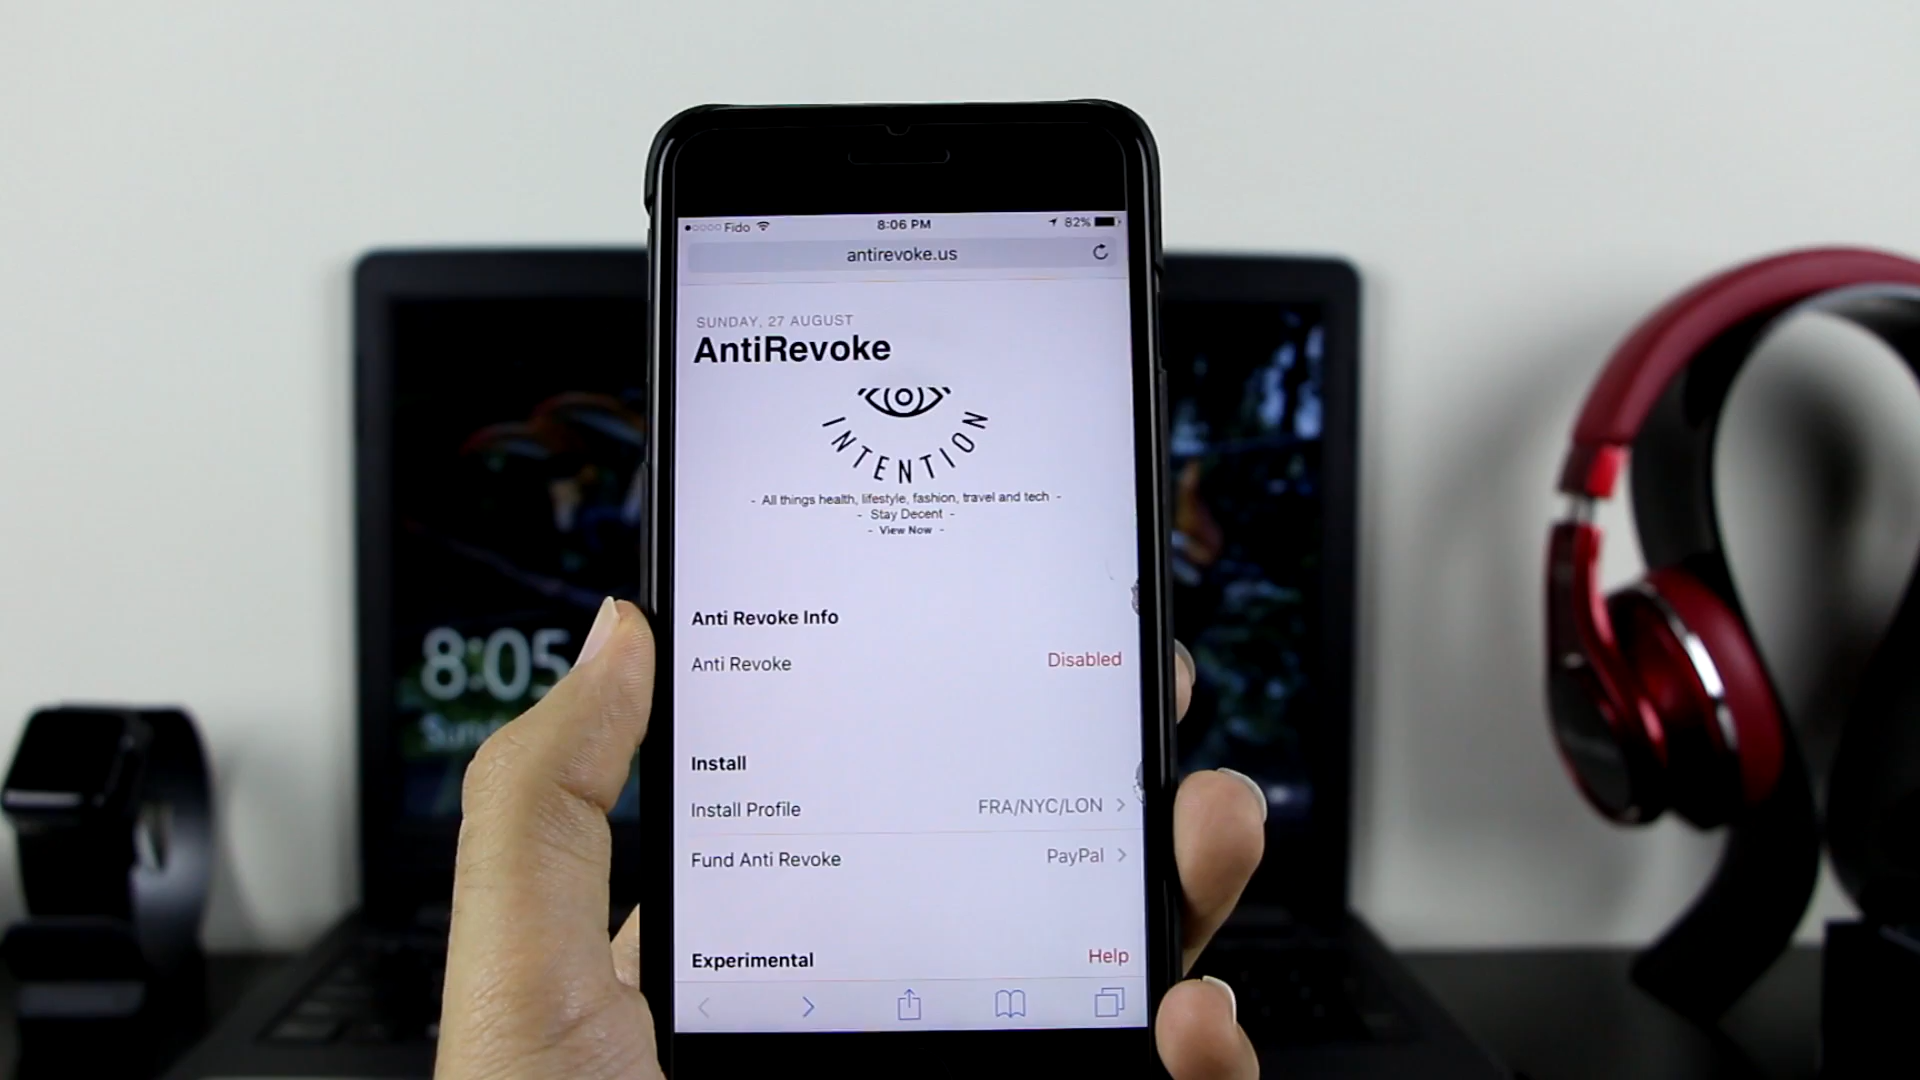 Fido
8:06 PM
82%
antirevoke.us
SUNDAY, 27 AUGUST
AntiRevoke
INTENTION
- All things health, lifestyle, fashion, travel and tech -
- Stay Decent -
- View Now -
Anti Revoke Info
Anti Revoke
Disabled
8:05
Install
Install Profile
FRA/NYC/LON
Fund Anti Revoke
PayPal
Experimental
Help